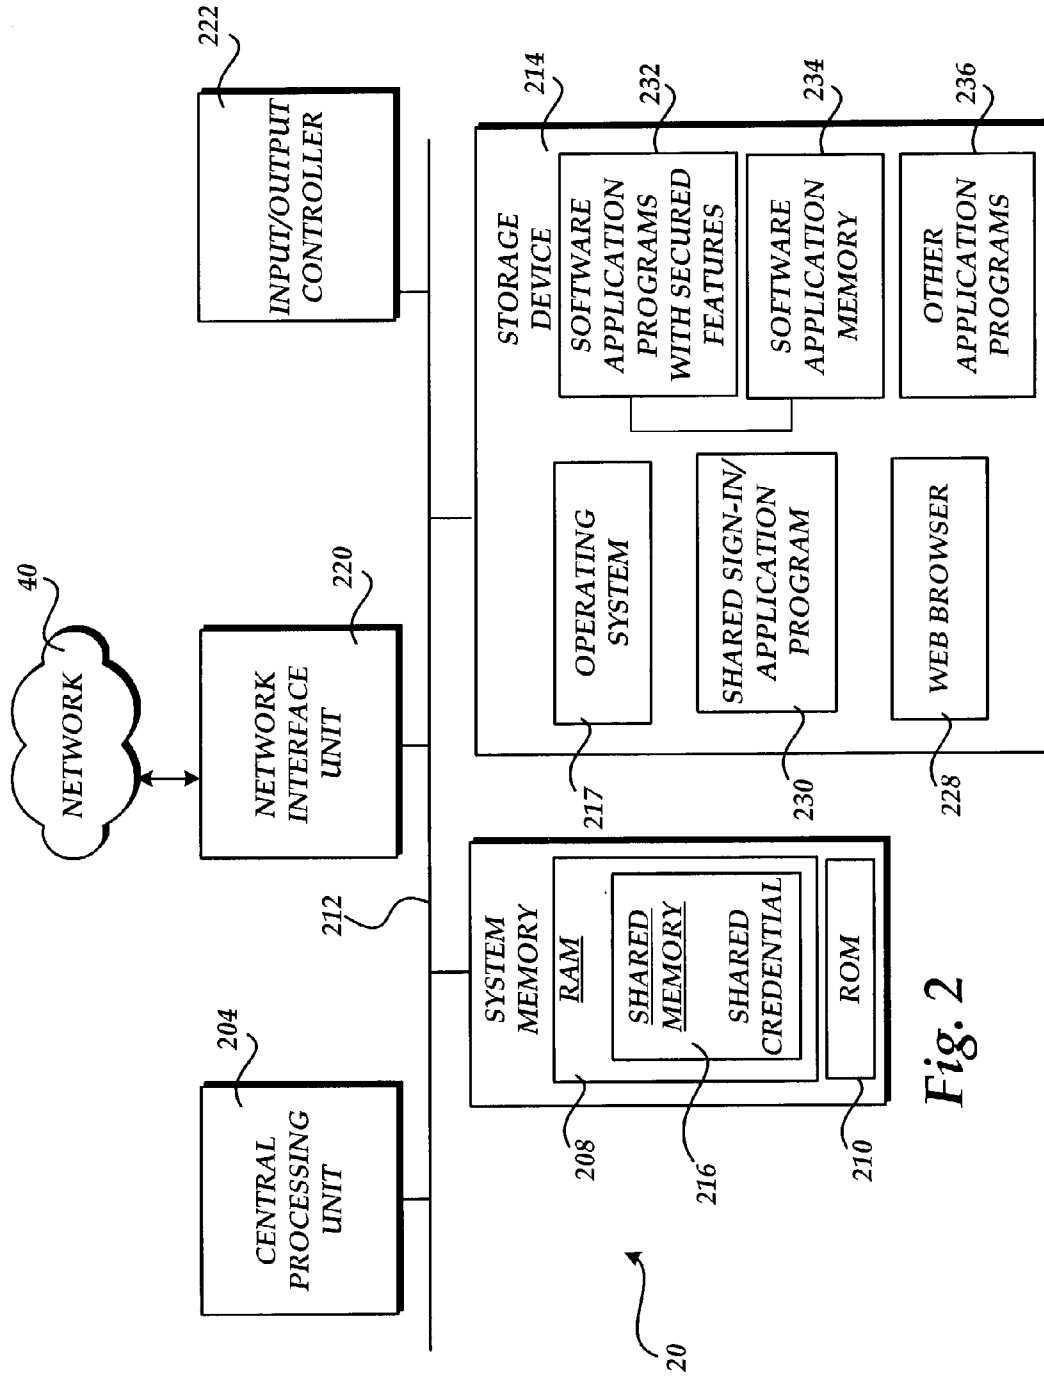 40
NETWORK
204
CENTRAL
PROCESSING
UNIT
220
NETWORK
INTERFACE
UNIT
222
INPUT/OUTPUT
CONTROLLER
212
SYSTEM
MEMORY
RAM
SHARED
MEMORY
SHARED
CREDENTIAL
ROM
208
216
210
STORAGE
DEVICE
214
OPERATING
SYSTEM
217
SHARED SIGN-IN/
APPLICATION
PROGRAM
230
WEB BROWSER
228
SOFTWARE
APPLICATION
PROGRAMS
WITH SECURED
FEATURES
232
SOFTWARE
APPLICATION
MEMORY
234
OTHER
APPLICATION
PROGRAMS
236
20
Fig. 2